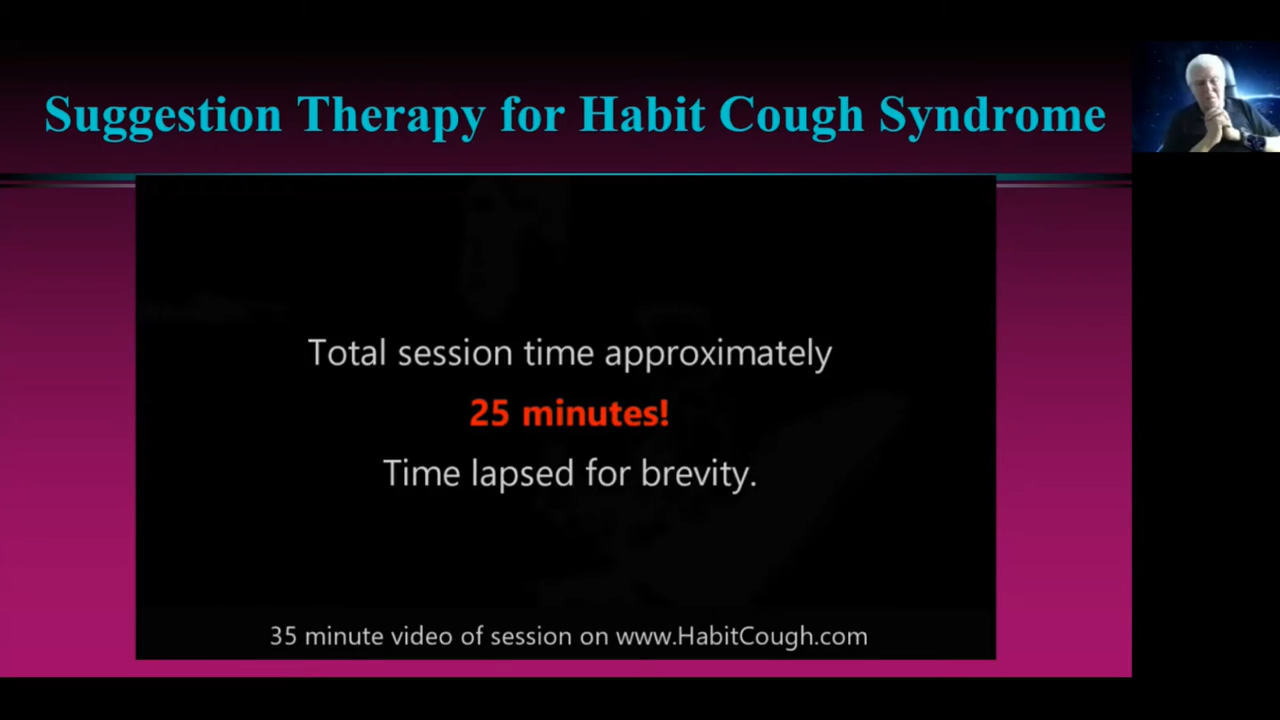 Suggestion Therapy for Habit Cough Syndrome
Total session time approximately
25 minutes!
Time lapsed for brevity.
35 minute video of session on www.HabitCough.com